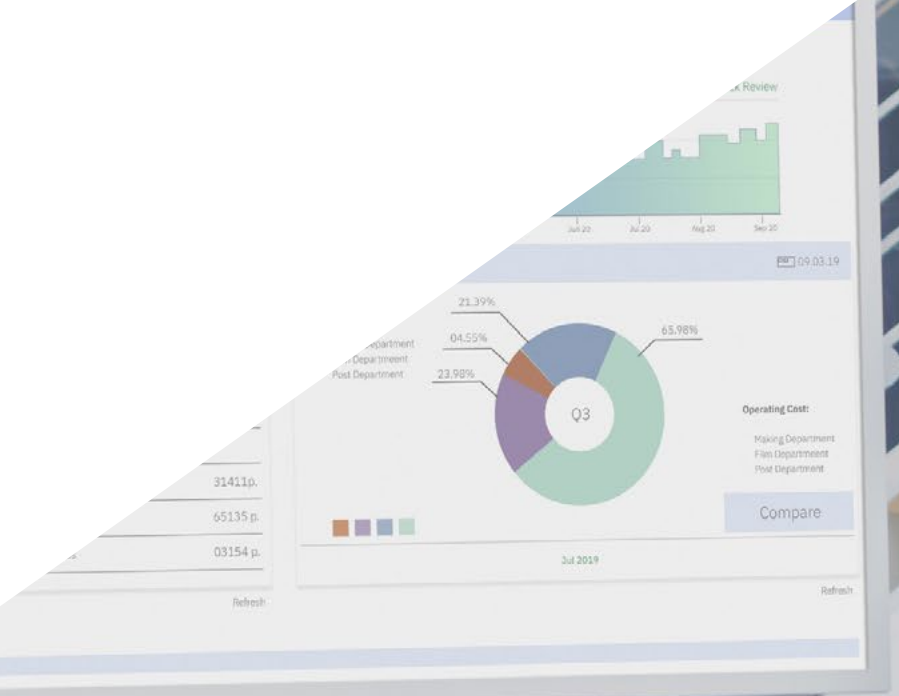 Review
Jun 20 Jul 20 Aug 20 Sep 20
09.03.19
21.39%
04.55%
65.98%
23.98%
Department
Post Department
Q3
Operating Cost:
Making Department
Film Departmeent
Post Department
31411p.
65135 p.
03154 p.
Compare
Jul 2019
Refresh
Refresh